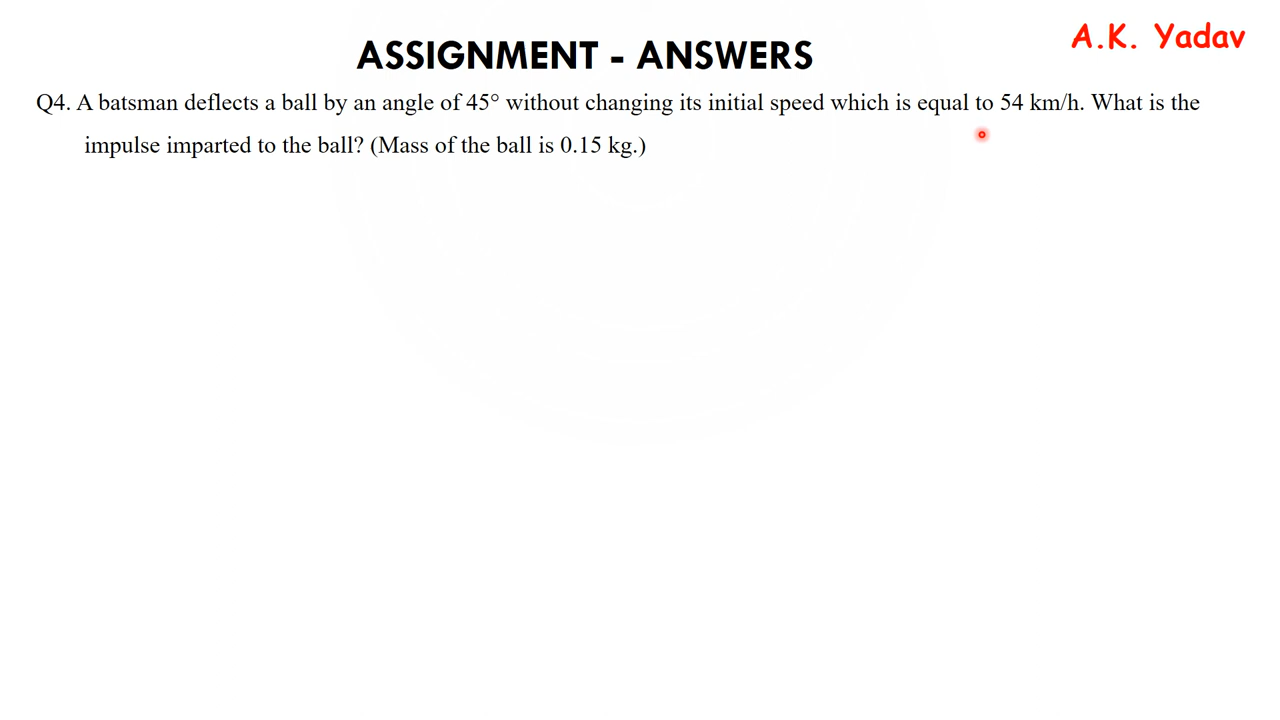 A.K. Yadav
ASSIGNMENT - ANSWERS
Q4. A batsman deflects a ball by an angle of 45° without changing its initial speed which is equal to 54 km/h. What is the
impulse imparted to the ball? (Mass of the ball is 0.15 kg.)